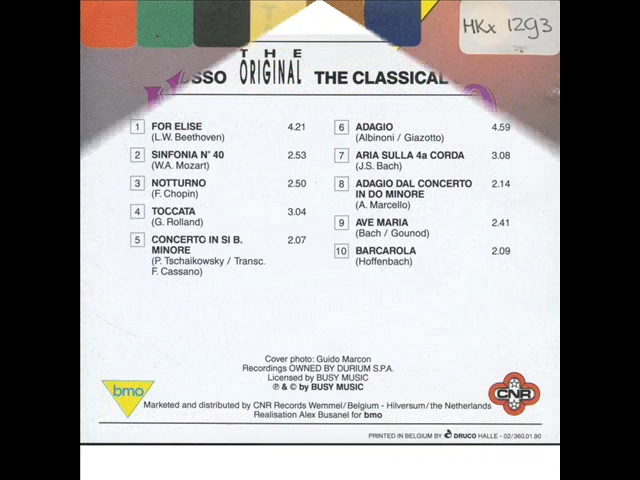 HKx 1293
THE
ORIGINAL THE CLASSICAL
1 FOR ELISE 4.21
(L.W. Beethoven)
2 SINFONIA N° 40 2.53
(W.A. Mozart)
3 NOTTURNO 2.50
(F. Chopin)
4 TOCCATA 3.04
(G. Rolland)
5 CONCERTO IN SI B. 2.07
MINORE
(P. Tschaikowsky / Transc.
F. Cassano)
6 ADAGIO 4.59
(Albinoni / Giazotto)
7 ARIA SULLA 4a CORDA 3.08
(J.S. Bach)
8 ADAGIO DAL CONCERTO 2.14
IN DO MINORE
(A. Marcello)
9 AVE MARIA 2.41
(Bach / Gounod)
10 BARCAROLA 2.09
(Hoffenbach)
Cover photo: Guido Marcon
Recordings OWNED BY DURIUM S.P.A.
Licensed by BUSY MUSIC
℗ & © by BUSY MUSIC
bmo
CNR
Marketed and distributed by CNR Records Wemmel/Belgium - Hilversum/the Netherlands
Realisation Alex Busanel for bmo
PRINTED IN BELGIUM BY DRUCO HALLE - 02/360.01.90